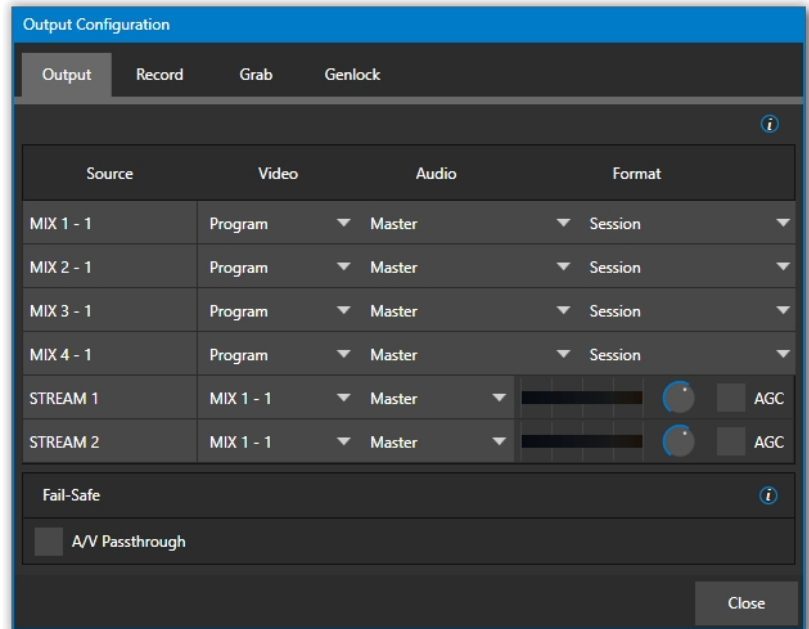 Output Configuration
Output Record Grab Genlock
i
Source Video Audio Format
MIX 1 - 1 Program Master Session
MIX 2 - 1 Program Master Session
MIX 3 - 1 Program Master Session
MIX 4 - 1 Program Master Session
STREAM 1 MIX 1 - 1 Master AGC
STREAM 2 MIX 1 - 1 Master AGC
Fail-Safe i
A/V Passthrough
Close